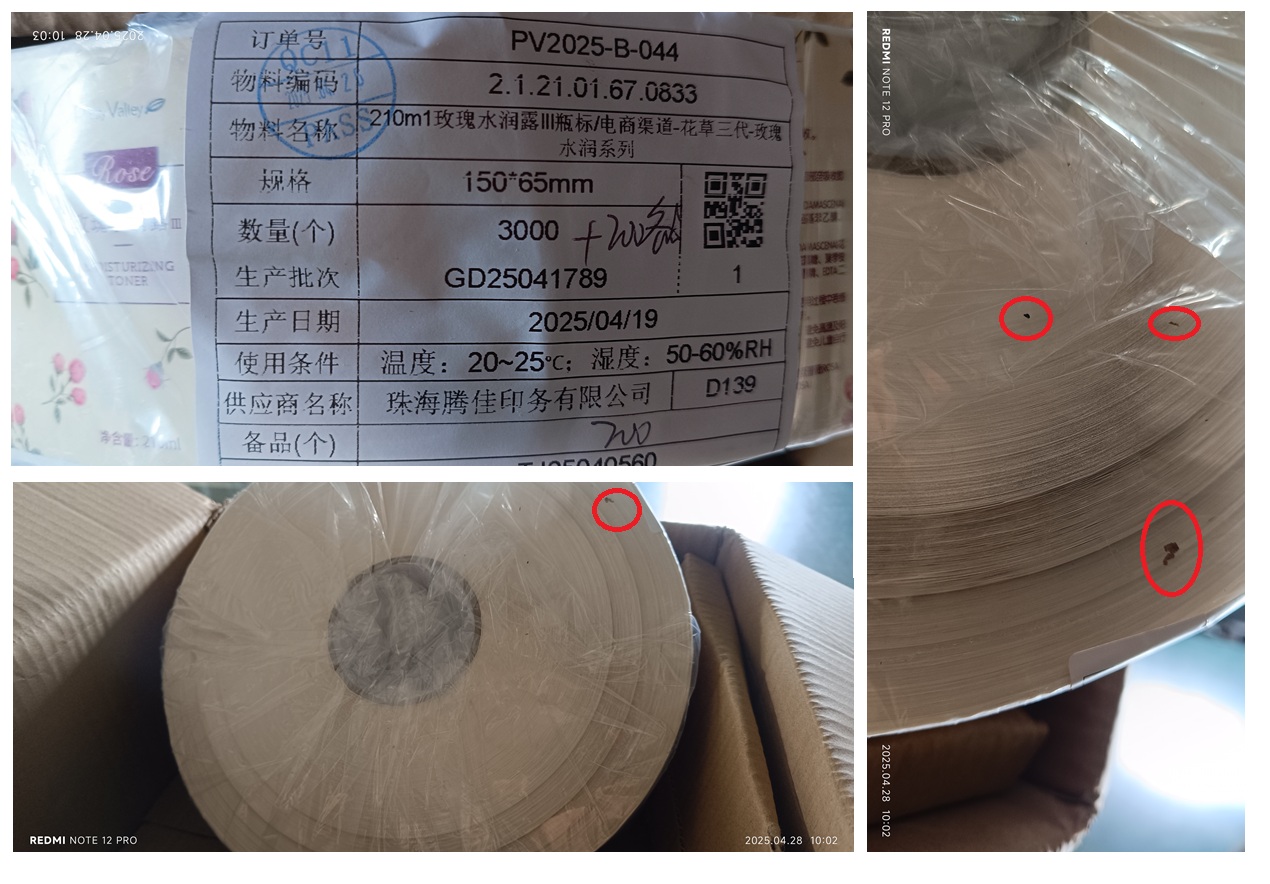 2025.04.28 10:03
Valley
Rose
III
MOISTURIZING
TONER
净含量: 210ml
订单号 PV2025-B-044
物料编码 2.1.21.01.67.0833
物料名称 210m1玫瑰水润露III瓶标/电商渠道-花草三代-玫瑰
水润系列
规格 150*65mm
数量(个) 3000 +200备
生产批次 GD25041789 1
生产日期 2025/04/19
使用条件 温度：20~25℃；湿度：50-60%RH
供应商名称 珠海腾佳印务有限公司 D139
备品(个) 200
TJ25040560
QC11
PASS
REDMI NOTE 12 PRO
2025.04.28 10:02
REDMI NOTE 12 PRO
2025.04.28 10:02